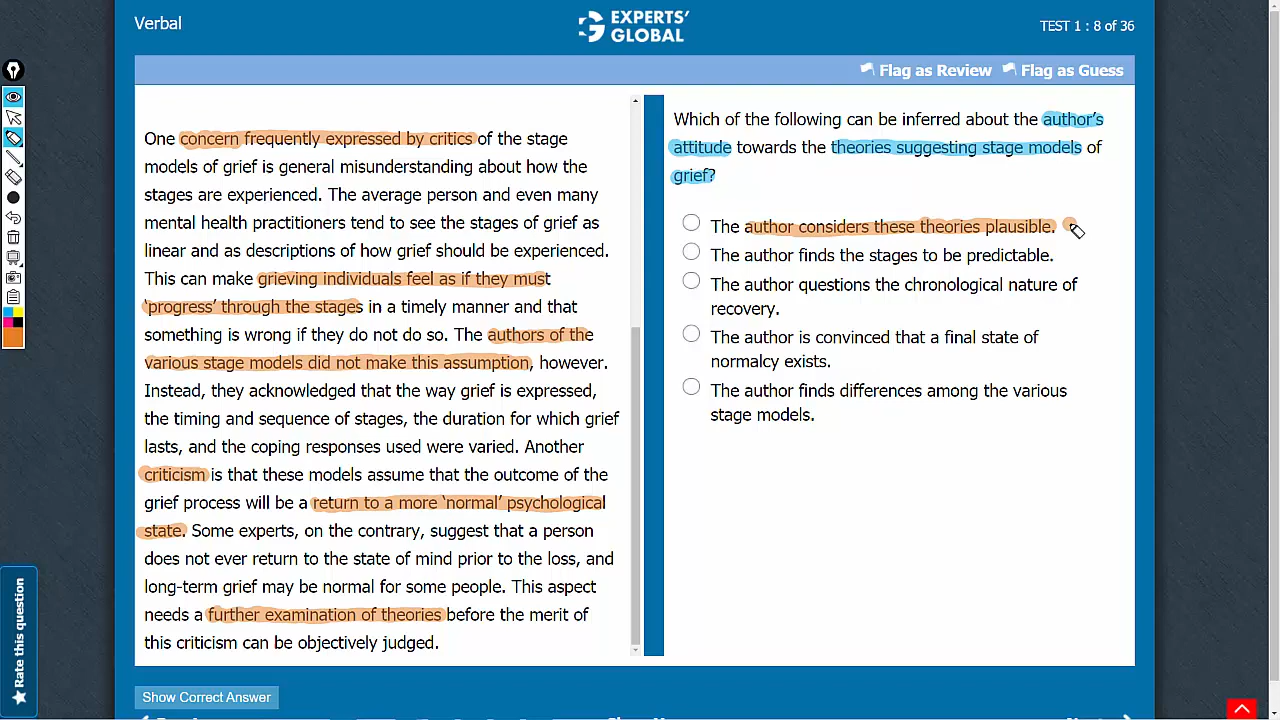 Verbal
EXPERTS'
GLOBAL
TEST 1 : 8 of 36
Flag as Review
Flag as Guess
One concern frequently expressed by critics of the stage
models of grief is general misunderstanding about how the
stages are experienced. The average person and even many
mental health practitioners tend to see the stages of grief as
linear and as descriptions of how grief should be experienced.
This can make grieving individuals feel as if they must
‘progress’ through the stages in a timely manner and that
something is wrong if they do not do so. The authors of the
various stage models did not make this assumption, however.
Instead, they acknowledged that the way grief is expressed,
the timing and sequence of stages, the duration for which grief
lasts, and the coping responses used were varied. Another
criticism is that these models assume that the outcome of the
grief process will be a return to a more ‘normal’ psychological
state. Some experts, on the contrary, suggest that a person
does not ever return to the state of mind prior to the loss, and
long-term grief may be normal for some people. This aspect
needs a further examination of theories before the merit of
this criticism can be objectively judged.
Which of the following can be inferred about the author’s
attitude towards the theories suggesting stage models of
grief?
The author considers these theories plausible.
The author finds the stages to be predictable.
The author questions the chronological nature of
recovery.
The author is convinced that a final state of
normalcy exists.
The author finds differences among the various
stage models.
Rate this question
Show Correct Answer